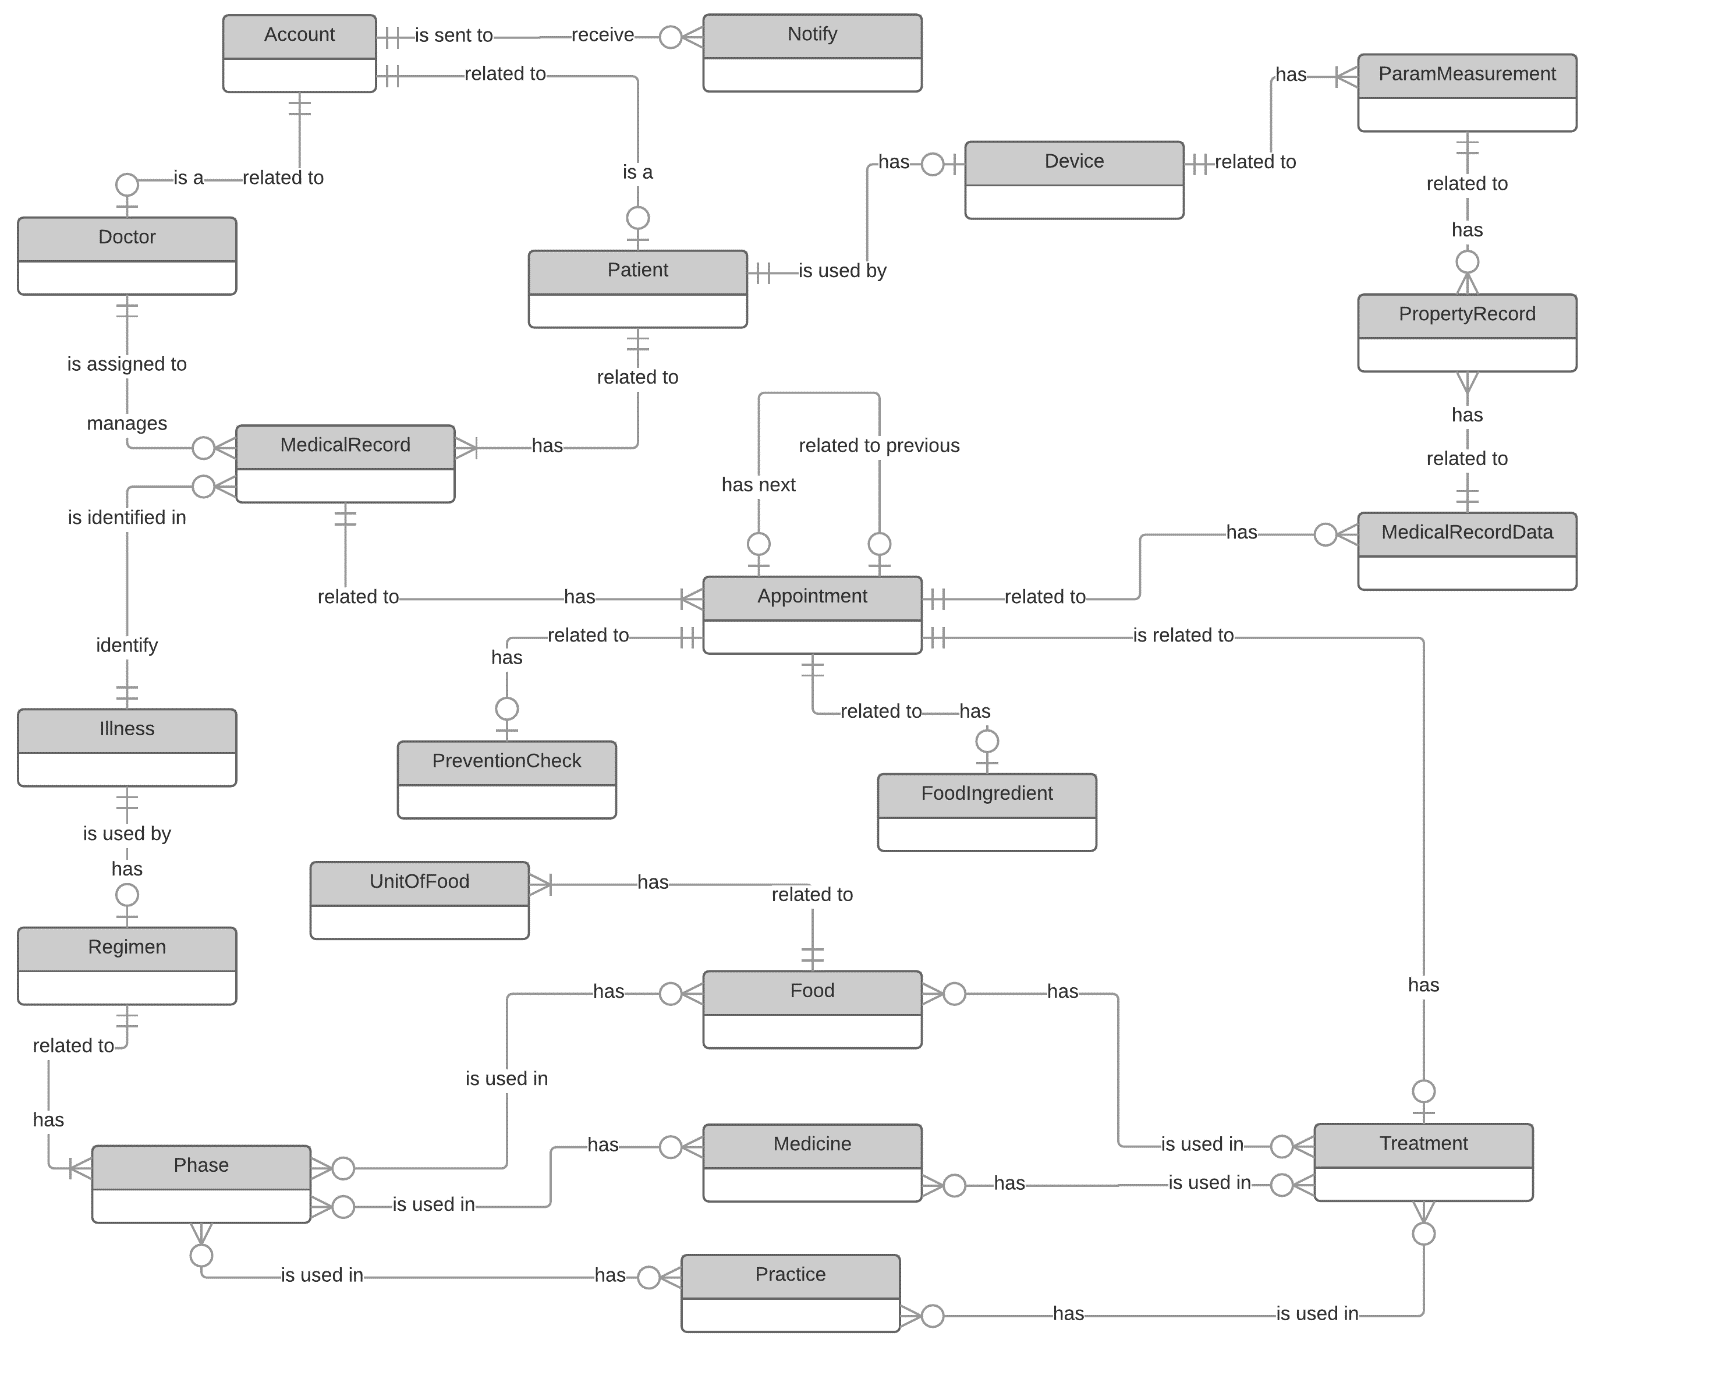 Account
is sent to
receive
Notify
related to
ParamMeasurement
has
Device
has
related to
is a
related to
is a
related to
has
Doctor
Patient
is used by
PropertyRecord
is assigned to
related to
manages
has
MedicalRecord
has
related to previous
related to
has next
is identified in
has
MedicalRecordData
related to
has
Appointment
related to
related to
is related to
identify
has
related to
has
Illness
PreventionCheck
FoodIngredient
is used by
has
UnitOfFood
has
related to
Regimen
has
Food
has
has
related to
is used in
has
has
Medicine
is used in
Treatment
Phase
has
is used in
is used in
is used in
has
Practice
has
is used in